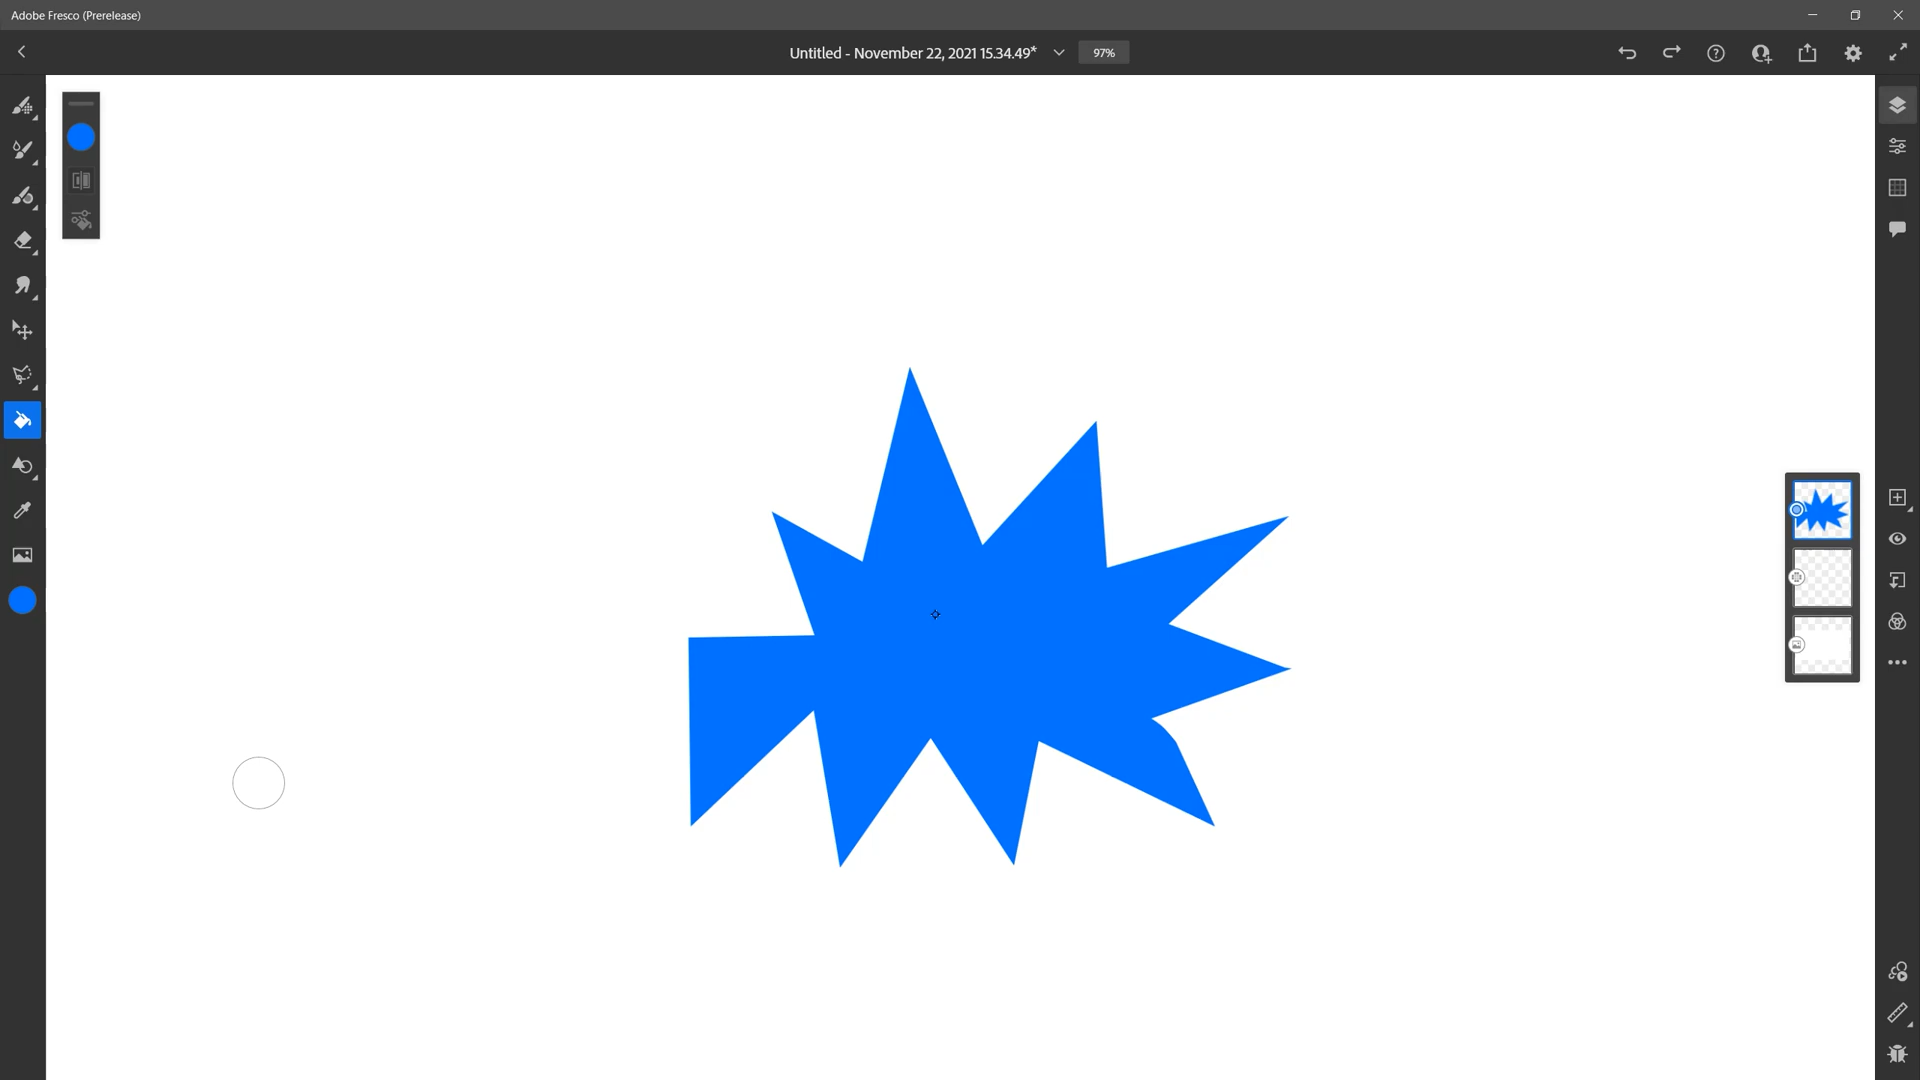 Adobe Fresco (Prerelease)
Untitled - November 22, 2021 15.34.49*
97%